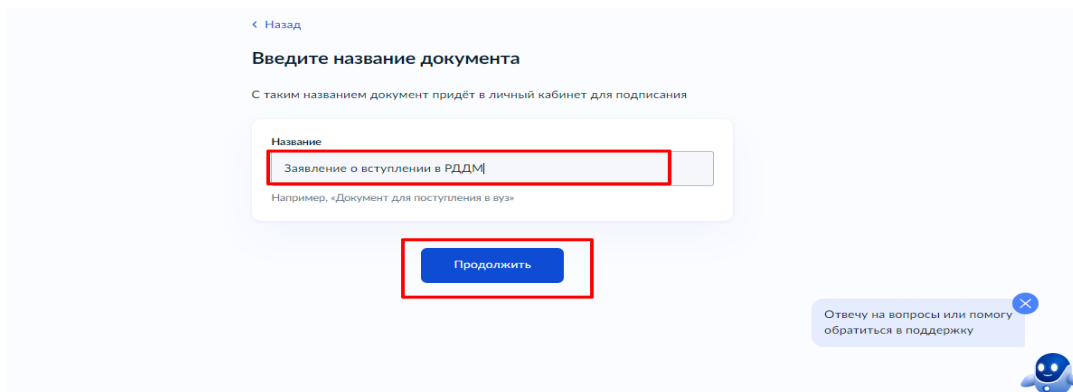 Назад
Введите название документа
С таким названием документ придёт в личный кабинет для подписания
Название
Заявление о вступлении в РДДМ
Например, «Документ для поступления в вуз»
Продолжить
Отвечу на вопросы или помогу
обратиться в поддержку